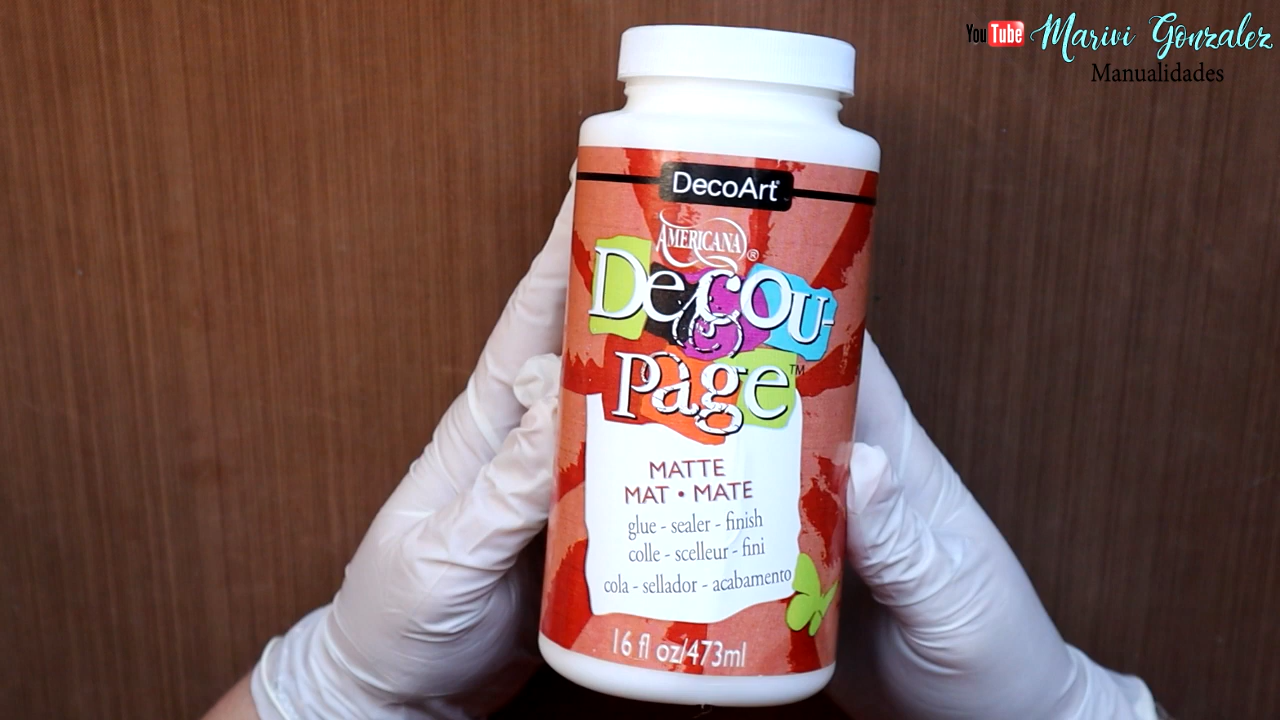 YouTube Marivi Gonzalez
Manualidades
DecoArt
AMERICANA®
Decou-
Page™
MATTE
MAT • MATE
glue - sealer - finish
colle - scelleur - fini
cola - sellador - acabamento
16 fl oz/473ml